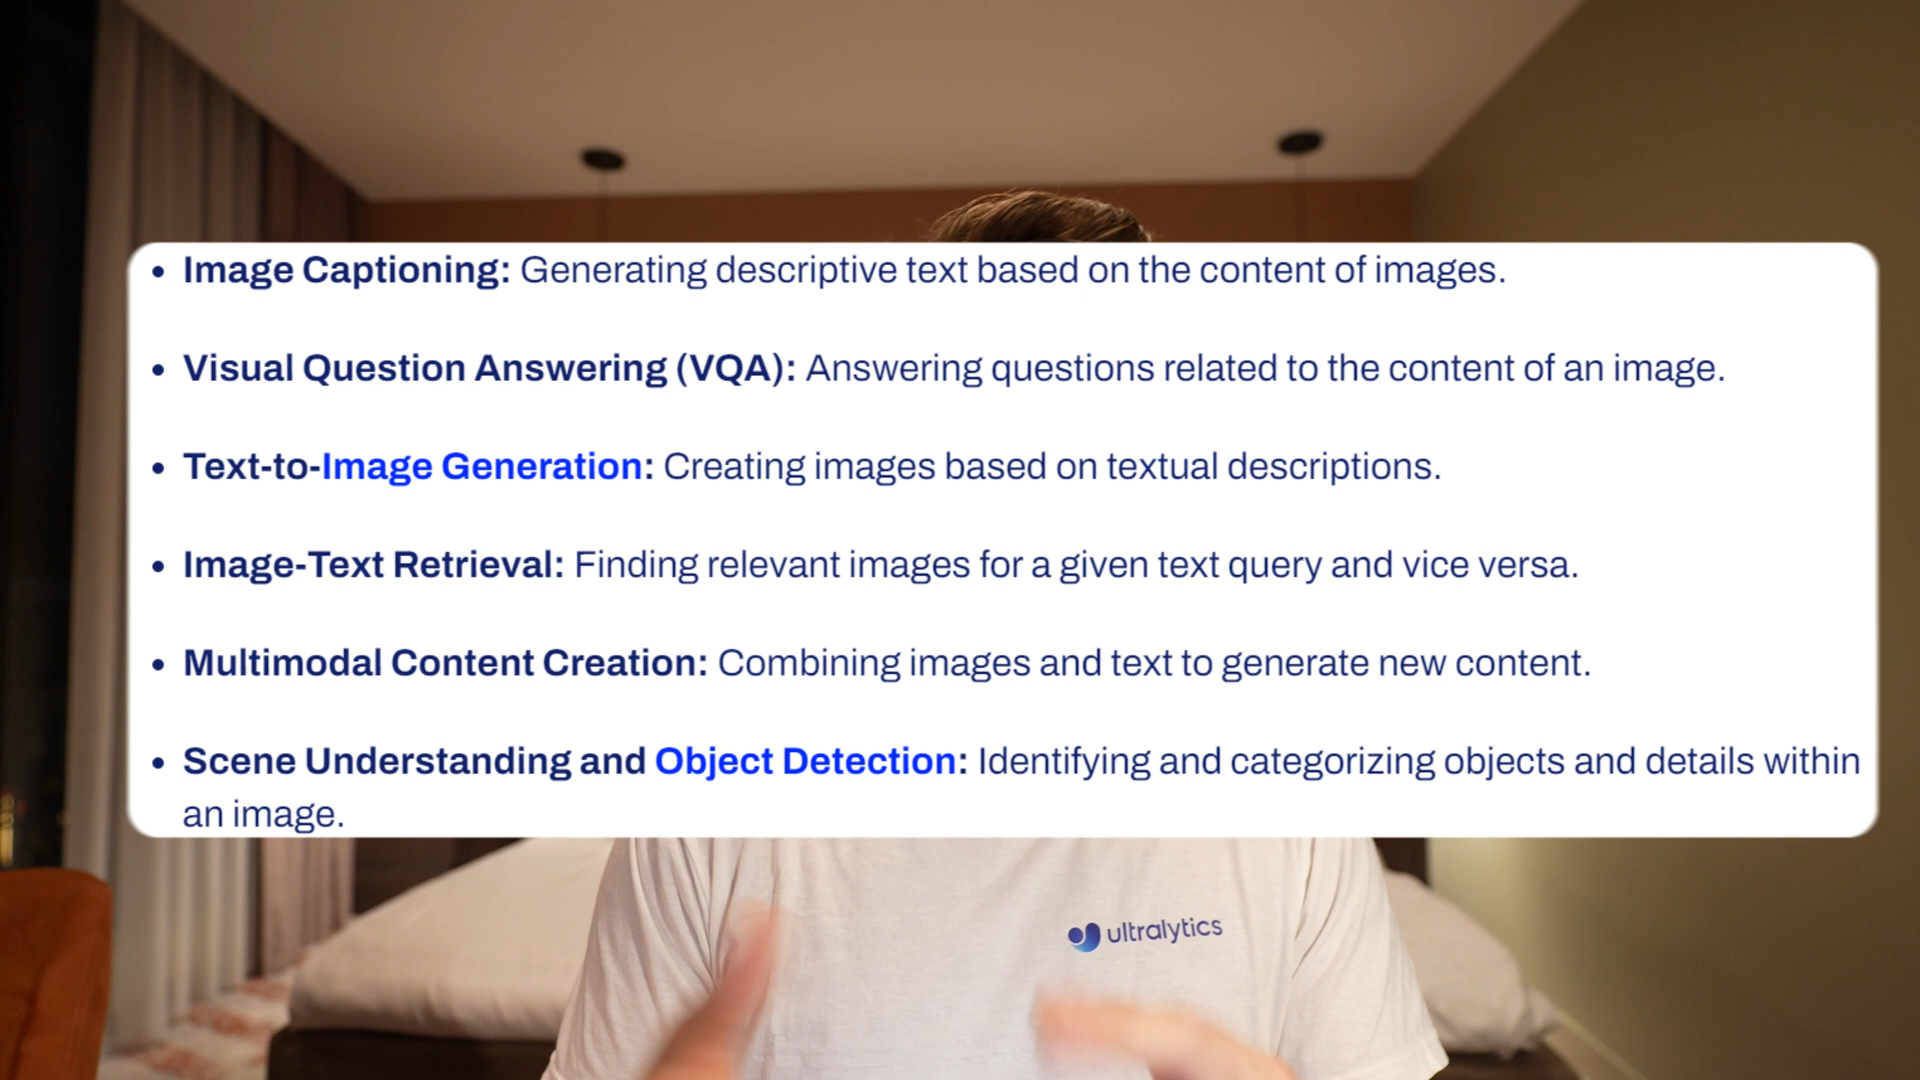 • Image Captioning: Generating descriptive text based on the content of images.
• Visual Question Answering (VQA): Answering questions related to the content of an image.
• Text-to-Image Generation: Creating images based on textual descriptions.
• Image-Text Retrieval: Finding relevant images for a given text query and vice versa.
• Multimodal Content Creation: Combining images and text to generate new content.
• Scene Understanding and Object Detection: Identifying and categorizing objects and details within
an image.
ultralytics